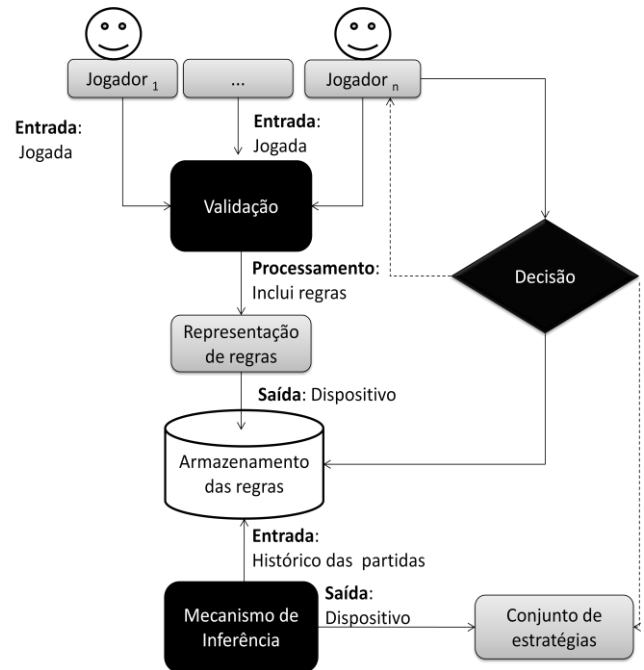 Jogador 1
...
Jogador n
Entrada:
Jogada
Entrada:
Jogada
Validação
Processamento:
Inclui regras
Decisão
Representação
de regras
Saída: Dispositivo
Armazenamento
das regras
Entrada:
Histórico das partidas
Mecanismo de
Inferência
Saída:
Dispositivo
Conjunto de
estratégias